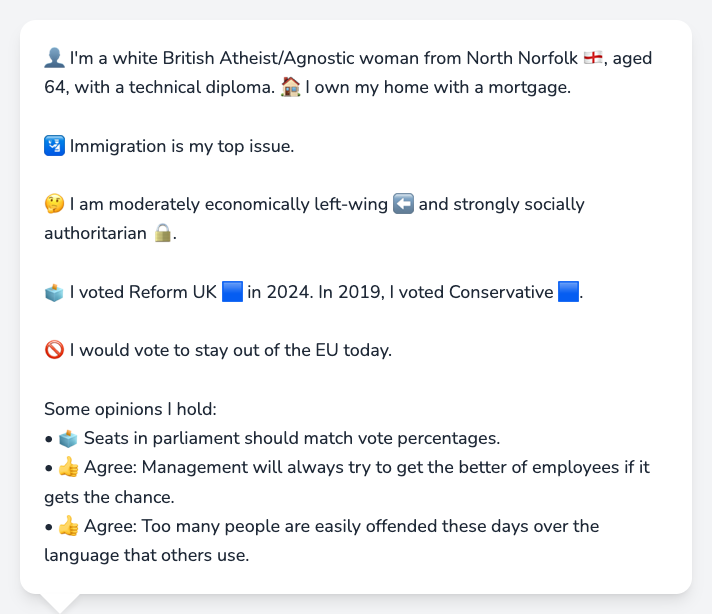 👤 I'm a white British Atheist/Agnostic woman from North Norfolk 🏴󠁧󠁢󠁥󠁮󠁧󠁿, aged
64, with a technical diploma. 🏠 I own my home with a mortgage.
🛂 Immigration is my top issue.
🤔 I am moderately economically left-wing ⬅️ and strongly socially
authoritarian 🔒.
🗳️ I voted Reform UK 🟦 in 2024. In 2019, I voted Conservative 🟦.
🚫 I would vote to stay out of the EU today.
Some opinions I hold:
• 🗳️ Seats in parliament should match vote percentages.
• 👍 Agree: Management will always try to get the better of employees if it
gets the chance.
• 👍 Agree: Too many people are easily offended these days over the
language that others use.